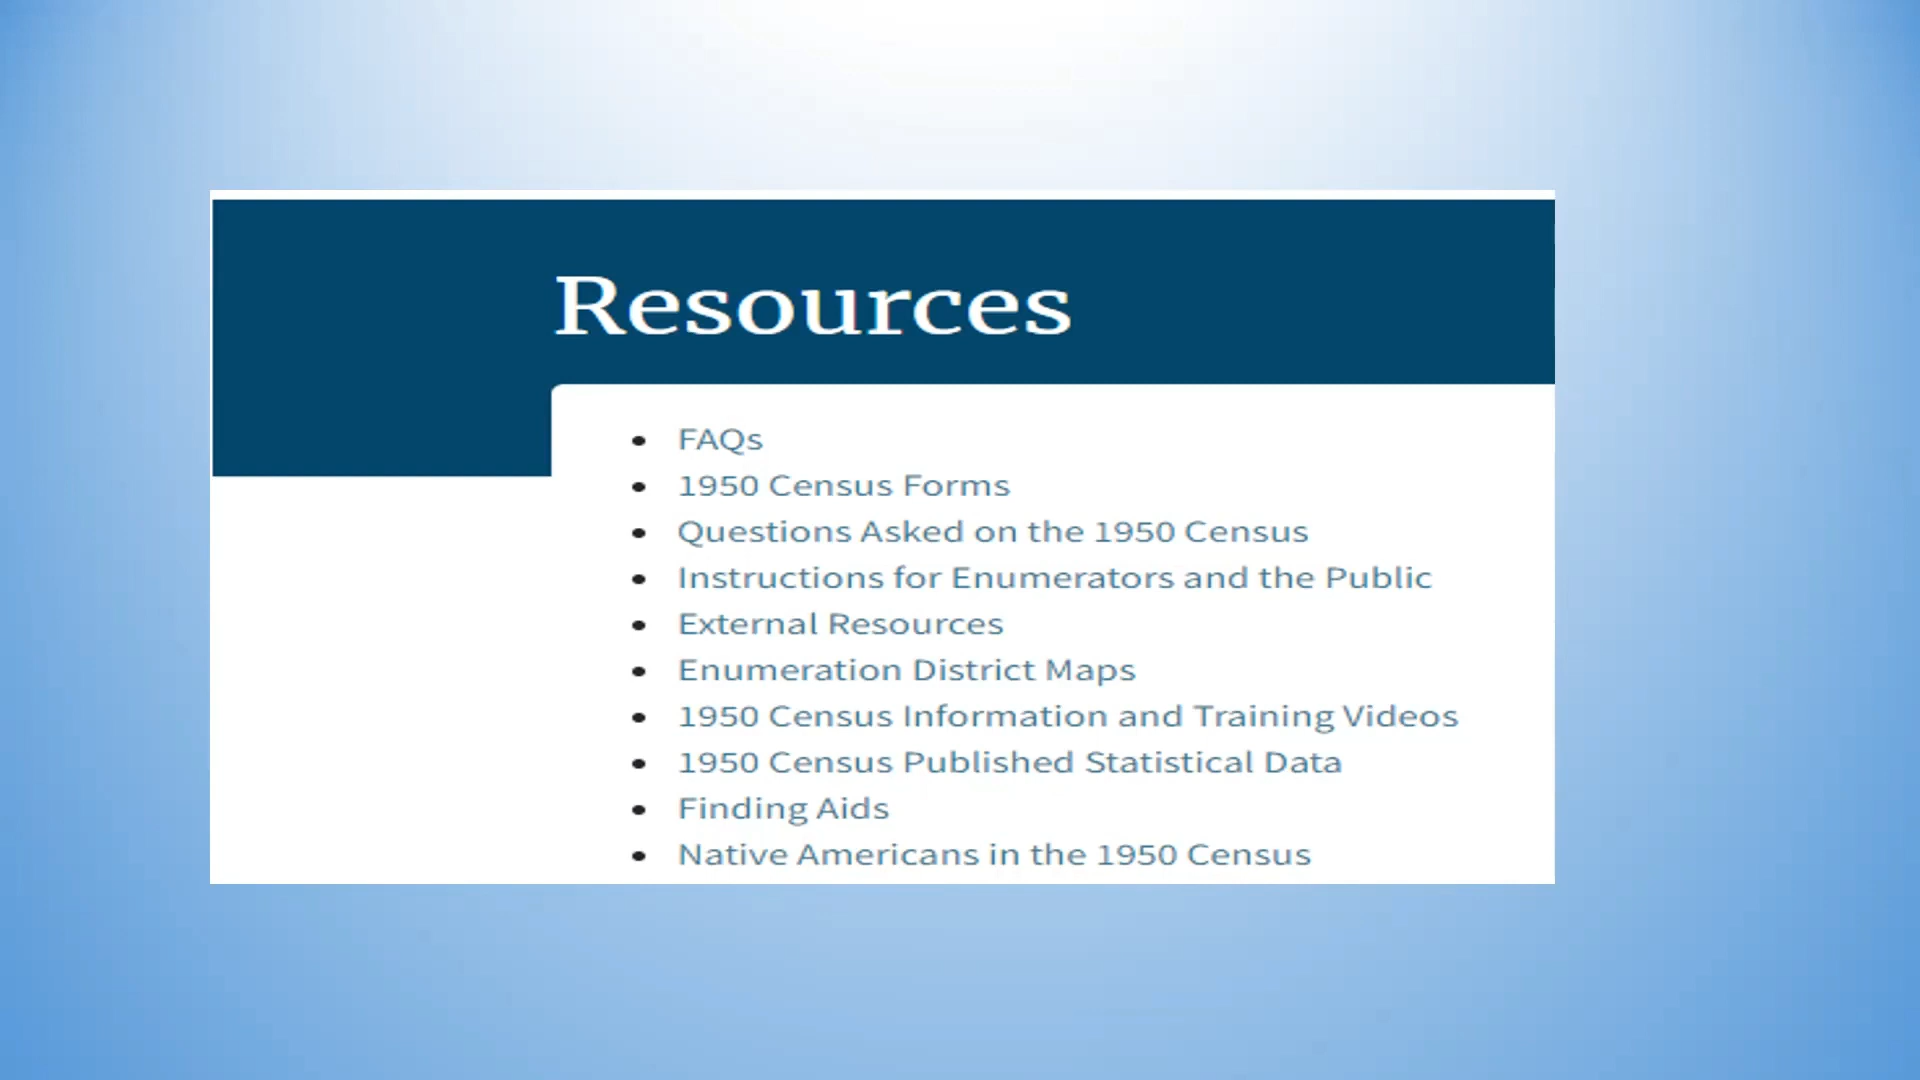 Resources
FAQs
1950 Census Forms
Questions Asked on the 1950 Census
Instructions for Enumerators and the Public
External Resources
Enumeration District Maps
1950 Census Information and Training Videos
1950 Census Published Statistical Data
Finding Aids
Native Americans in the 1950 Census